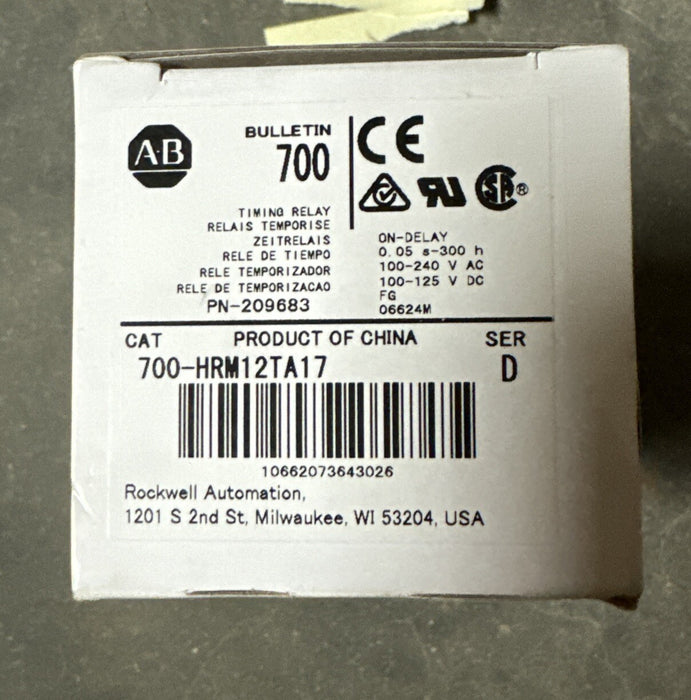 A-B
BULLETIN
700
TIMING RELAY
RELAIS TEMPORISE
ZEITRELAIS
RELE DE TIEMPO
RELE TEMPORIZADOR
RELE DE TEMPORIZACAO
PN-209683
CE
ON-DELAY
0.05 s-300 h
100-240 V AC
100-125 V DC
FG
06624M
CAT
PRODUCT OF CHINA
SER
700-HRM12TA17
D
10662073643026
Rockwell Automation,
1201 S 2nd St, Milwaukee, WI 53204, USA